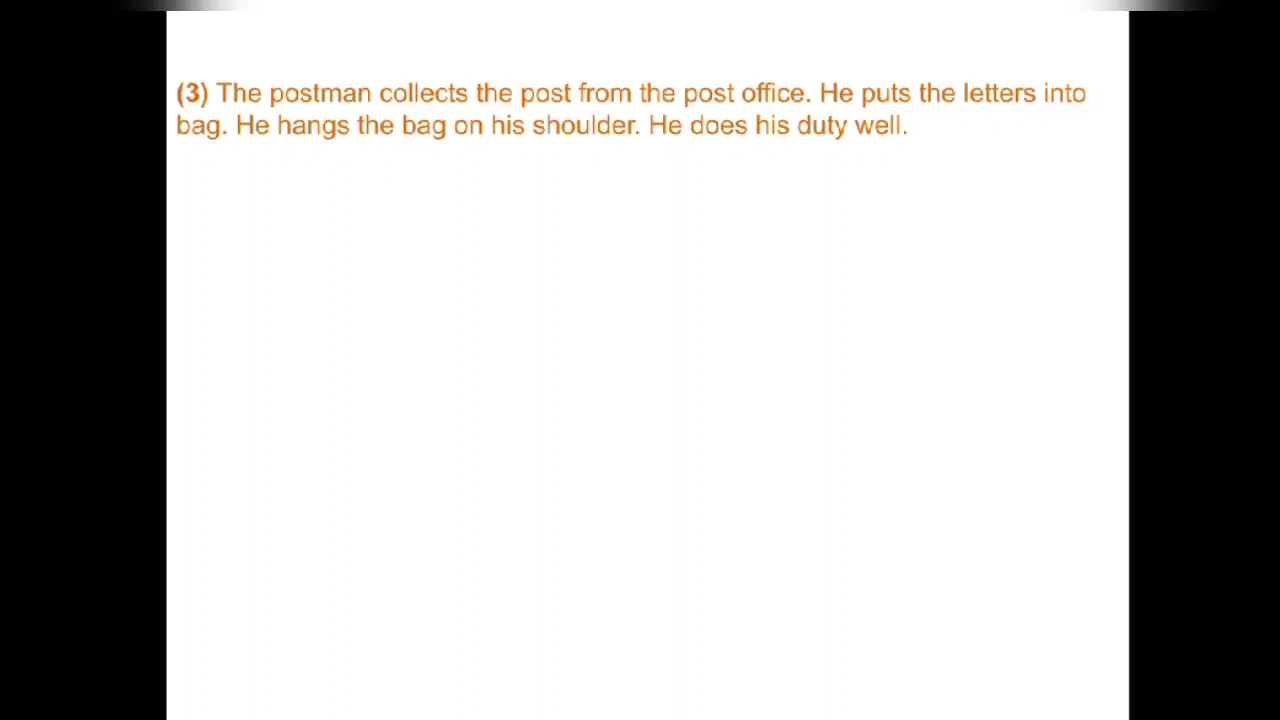 (3) The postman collects the post from the post office. He puts the letters into
bag. He hangs the bag on his shoulder. He does his duty well.